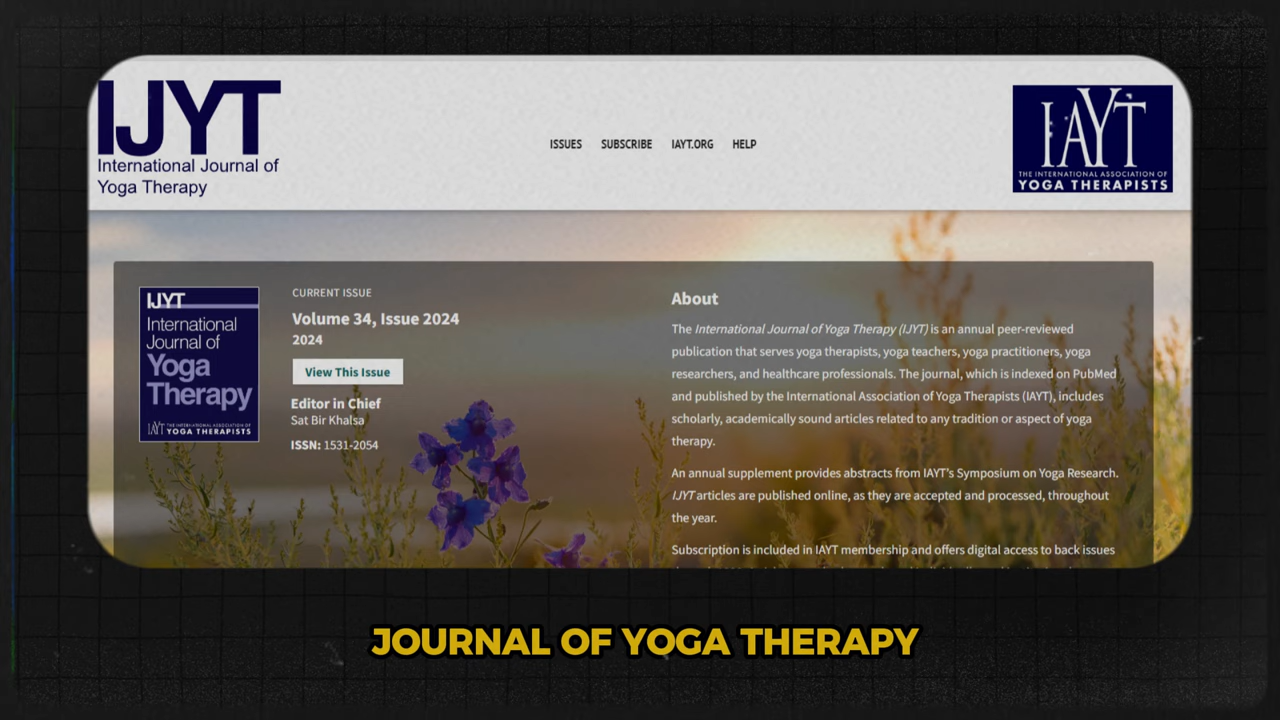 IJYT
International Journal of
Yoga Therapy
ISSUES SUBSCRIBE IAYT.ORG HELP
IAYT
THE INTERNATIONAL ASSOCIATION OF
YOGA THERAPISTS
IJYT
International
Journal of
Yoga
Therapy
IAYT THE INTERNATIONAL ASSOCIATION OF
YOGA THERAPISTS
CURRENT ISSUE
Volume 34, Issue 2024
2024
View This Issue
Editor in Chief
Sat Bir Khalsa
ISSN: 1531-2054
About
The International Journal of Yoga Therapy (IJYT) is an annual peer-reviewed
publication that serves yoga therapists, yoga teachers, yoga practitioners, yoga
researchers, and healthcare professionals. The journal, which is indexed on PubMed
and published by the International Association of Yoga Therapists (IAYT), includes
scholarly, academically sound articles related to any tradition or aspect of yoga
therapy.
An annual supplement provides abstracts from IAYT's Symposium on Yoga Research.
IJYT articles are published online, as they are accepted and processed, throughout
the year.
Subscription is included in IAYT membership and offers digital access to back issues
JOURNAL OF YOGA THERAPY